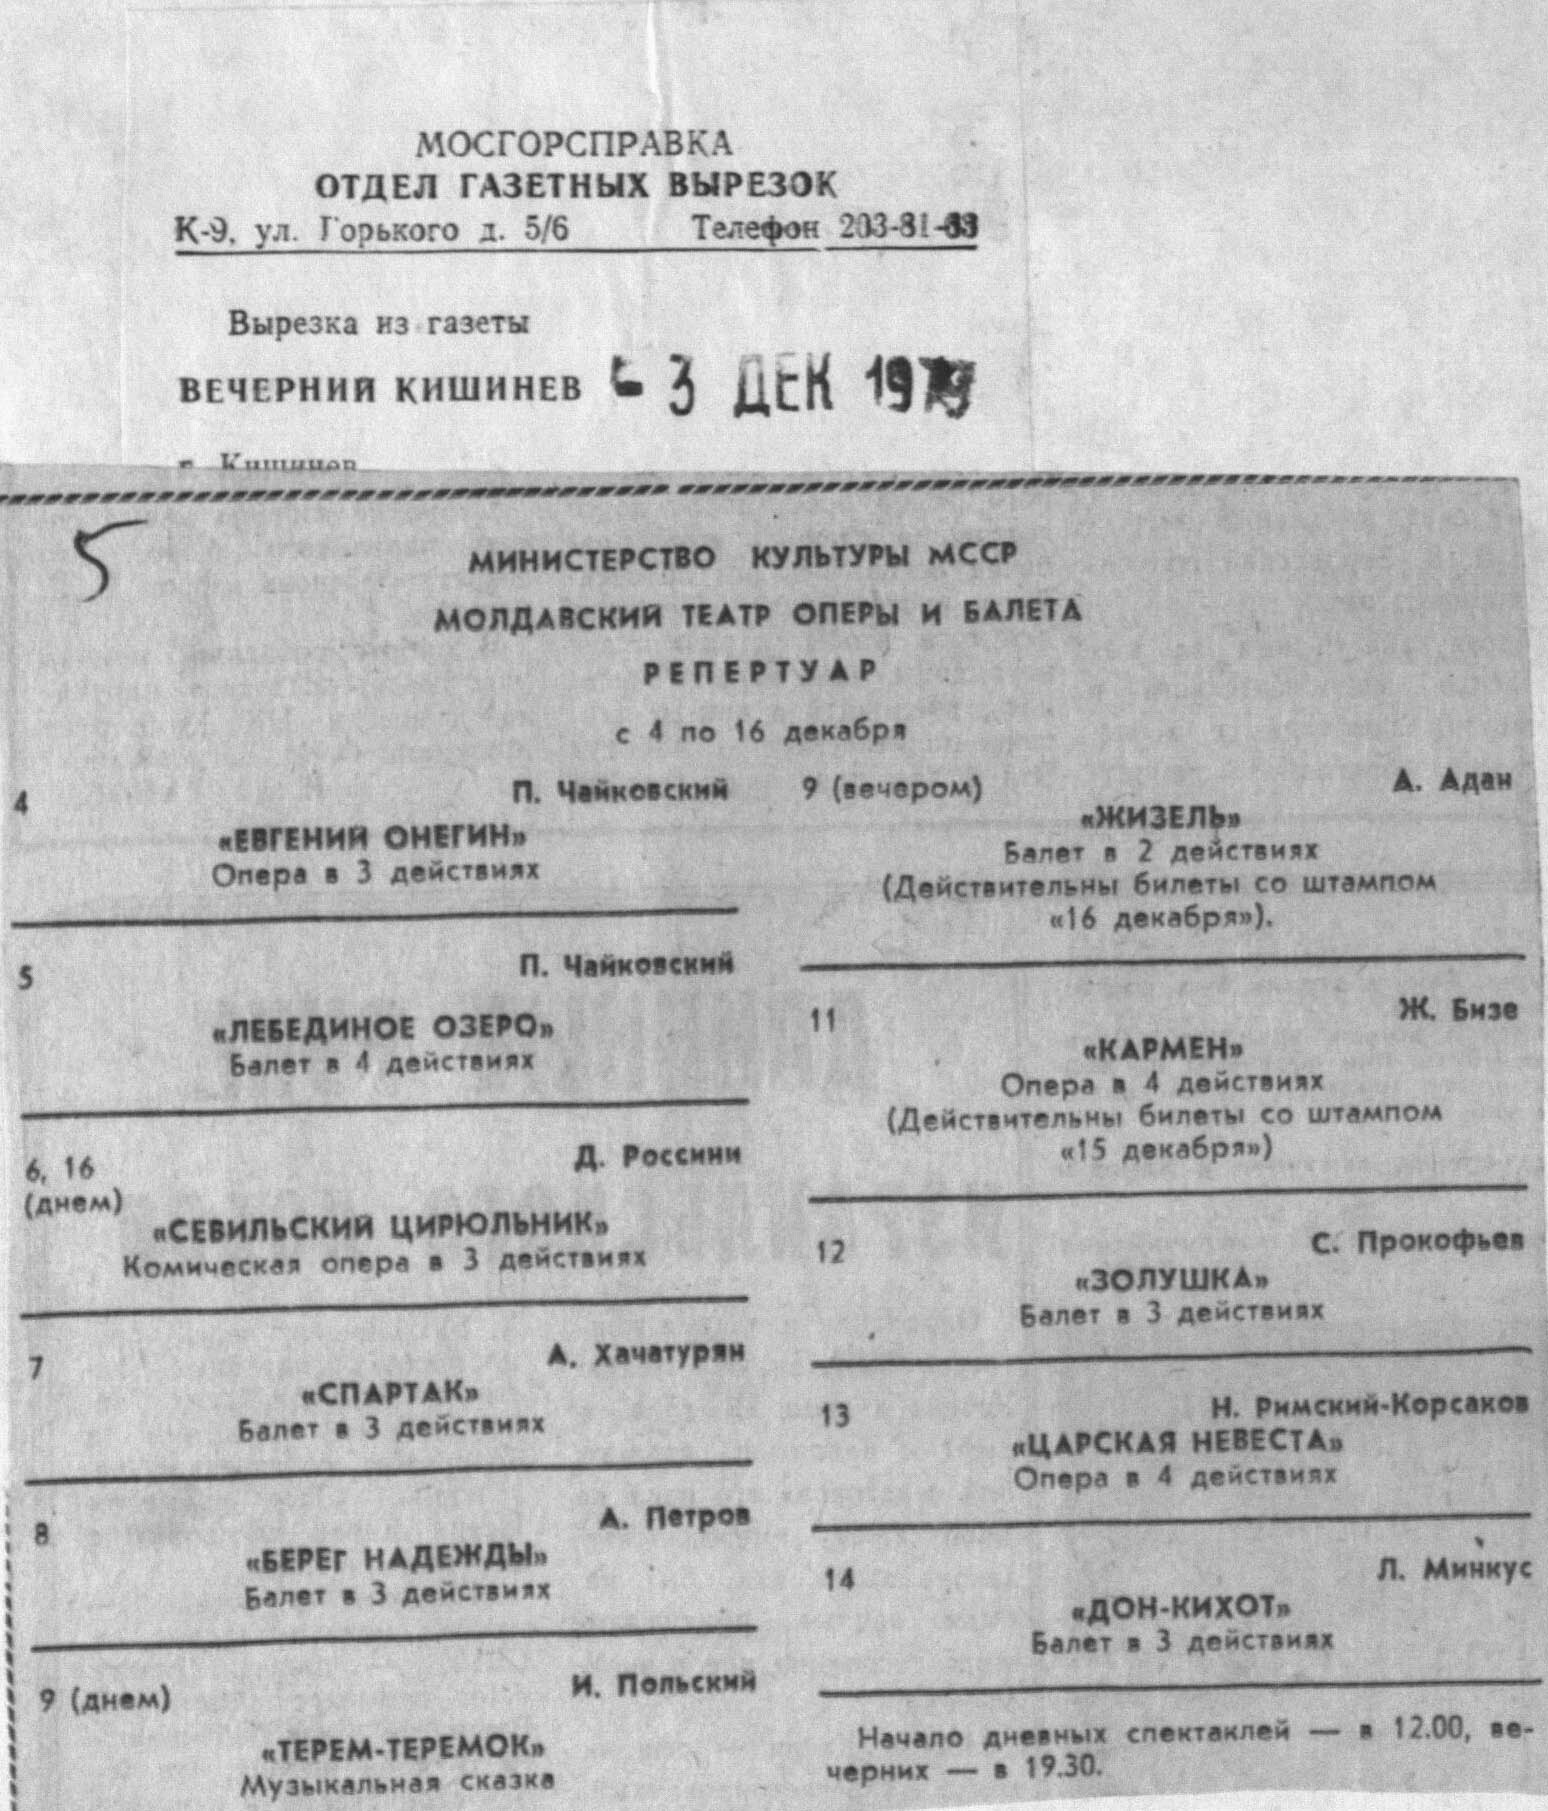 МОСГОРСПРАВКА
ОТДЕЛ ГАЗЕТНЫХ ВЫРЕЗОК
К-9, ул. Горького д. 5/6 Телефон 203-81-63
Вырезка из газеты
ВЕЧЕРНИЙ КИШИНЕВ - 3 ДЕК 1979
г. Кишинев
5
МИНИСТЕРСТВО КУЛЬТУРЫ МССР
МОЛДАВСКИЙ ТЕАТР ОПЕРЫ И БАЛЕТА
РЕПЕРТУАР
с 4 по 16 декабря
4 П. Чайковский
«ЕВГЕНИЙ ОНЕГИН»
Опера в 3 действиях
5 П. Чайковский
«ЛЕБЕДИНОЕ ОЗЕРО»
Балет в 4 действиях
6, 16 Д. Россини
(днем)
«СЕВИЛЬСКИЙ ЦИРЮЛЬНИК»
Комическая опера в 3 действиях
7 А. Хачатурян
«СПАРТАК»
Балет в 3 действиях
8 А. Петров
«БЕРЕГ НАДЕЖДЫ»
Балет в 3 действиях
9 (днем) И. Польский
«ТЕРЕМ-ТЕРЕМОК»
Музыкальная сказка
9 (вечером) А. Адан
«ЖИЗЕЛЬ»
Балет в 2 действиях
(Действительны билеты со штампом
«16 декабря»).
11 Ж. Бизе
«КАРМЕН»
Опера в 4 действиях
(Действительны билеты со штампом
«15 декабря»)
12 С. Прокофьев
«ЗОЛУШКА»
Балет в 3 действиях
13 Н. Римский-Корсаков
«ЦАРСКАЯ НЕВЕСТА»
Опера в 4 действиях
14 Л. Минкус
«ДОН-КИХОТ»
Балет в 3 действиях
Начало дневных спектаклей — в 12.00, ве-
черних — в 19.30.